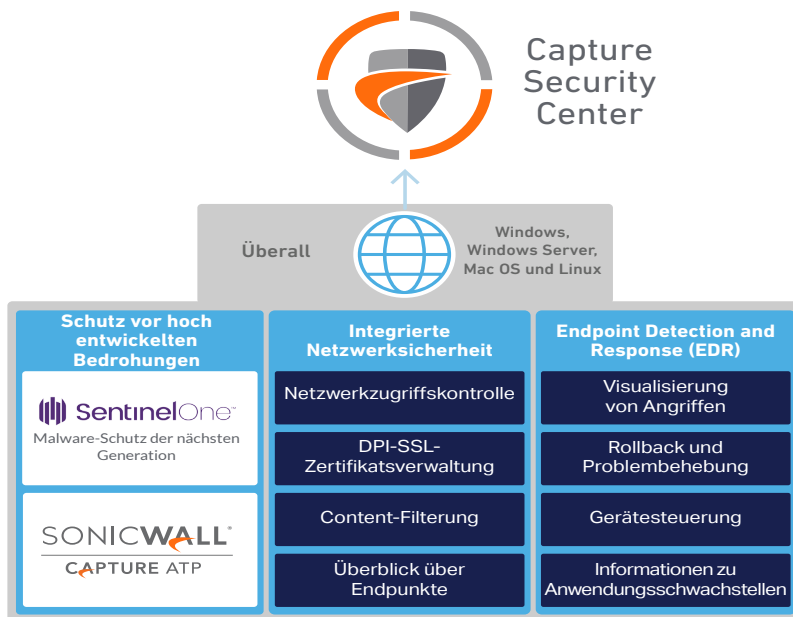 Capture
Security
Center
Überall
Windows,
Windows Server,
Mac OS und Linux
Schutz vor hoch
entwickelten
Bedrohungen
SentinelOne™
Malware-Schutz der nächsten
Generation
SONICWALL®
CAPTURE ATP
Integrierte
Netzwerksicherheit
Netzwerkzugriffskontrolle
DPI-SSL-
Zertifikatsverwaltung
Content-Filterung
Überblick über
Endpunkte
Endpoint Detection and
Response (EDR)
Visualisierung
von Angriffen
Rollback und
Problembehebung
Gerätesteuerung
Informationen zu
Anwendungsschwachstellen